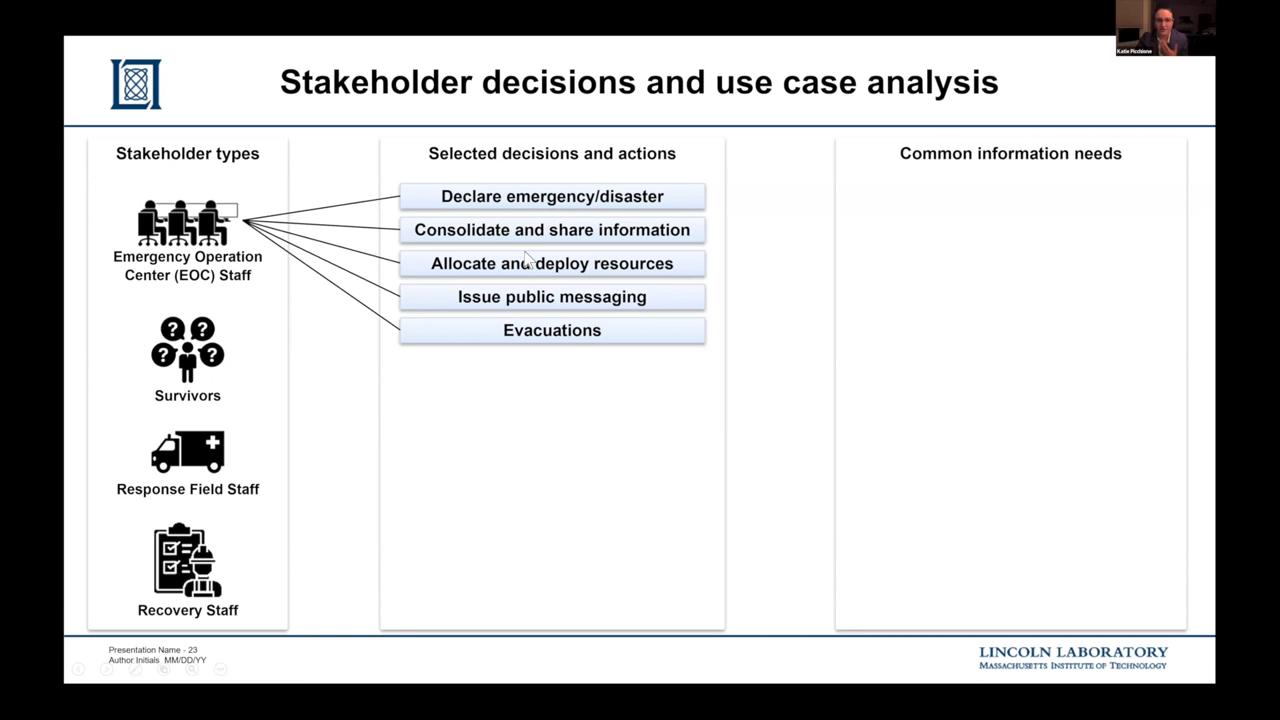 Katie Picchione
Stakeholder decisions and use case analysis
Stakeholder types
Emergency Operation
Center (EOC) Staff
? ?
? ?
Survivors
Response Field Staff
Recovery Staff
Selected decisions and actions
Declare emergency/disaster
Consolidate and share information
Allocate and deploy resources
Issue public messaging
Evacuations
Common information needs
Presentation Name - 23
Author Initials MM/DD/YY
LINCOLN LABORATORY
MASSACHUSETTS INSTITUTE OF TECHNOLOGY